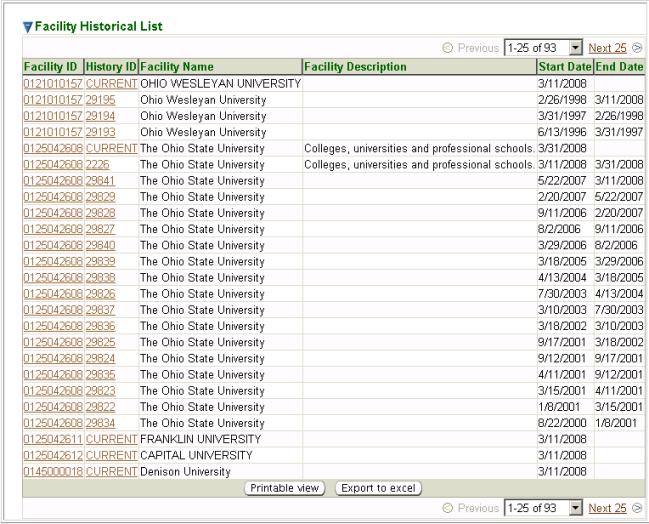 Facility Historical List
Previous 1-25 of 93 Next 25
Facility ID History ID Facility Name Facility Description Start Date End Date
0121010157 CURRENT OHIO WESLEYAN UNIVERSITY 3/11/2008
0121010157 29195 Ohio Wesleyan University 2/26/1998 3/11/2008
0121010157 29194 Ohio Wesleyan University 3/31/1997 2/26/1998
0121010157 29193 Ohio Wesleyan University 6/13/1996 3/31/1997
0125042608 CURRENT The Ohio State University Colleges, universities and professional schools. 3/31/2008
0125042608 2226 The Ohio State University Colleges, universities and professional schools. 3/11/2008 3/31/2008
0125042608 29841 The Ohio State University 5/22/2007 3/11/2008
0125042608 29829 The Ohio State University 2/20/2007 5/22/2007
0125042608 29828 The Ohio State University 9/11/2006 2/20/2007
0125042608 29827 The Ohio State University 8/2/2006 9/11/2006
0125042608 29840 The Ohio State University 3/29/2006 8/2/2006
0125042608 29839 The Ohio State University 3/18/2005 3/29/2006
0125042608 29838 The Ohio State University 4/13/2004 3/18/2005
0125042608 29826 The Ohio State University 7/30/2003 4/13/2004
0125042608 29837 The Ohio State University 3/10/2003 7/30/2003
0125042608 29836 The Ohio State University 3/18/2002 3/10/2003
0125042608 29825 The Ohio State University 9/17/2001 3/18/2002
0125042608 29824 The Ohio State University 9/12/2001 9/17/2001
0125042608 29835 The Ohio State University 4/11/2001 9/12/2001
0125042608 29823 The Ohio State University 3/15/2001 4/11/2001
0125042608 29822 The Ohio State University 1/8/2001 3/15/2001
0125042608 29834 The Ohio State University 8/22/2000 1/8/2001
0125042611 CURRENT FRANKLIN UNIVERSITY 3/11/2008
0125042612 CURRENT CAPITAL UNIVERSITY 3/11/2008
0145000018 CURRENT Denison University 3/11/2008
Printable view Export to excel
Previous 1-25 of 93 Next 25